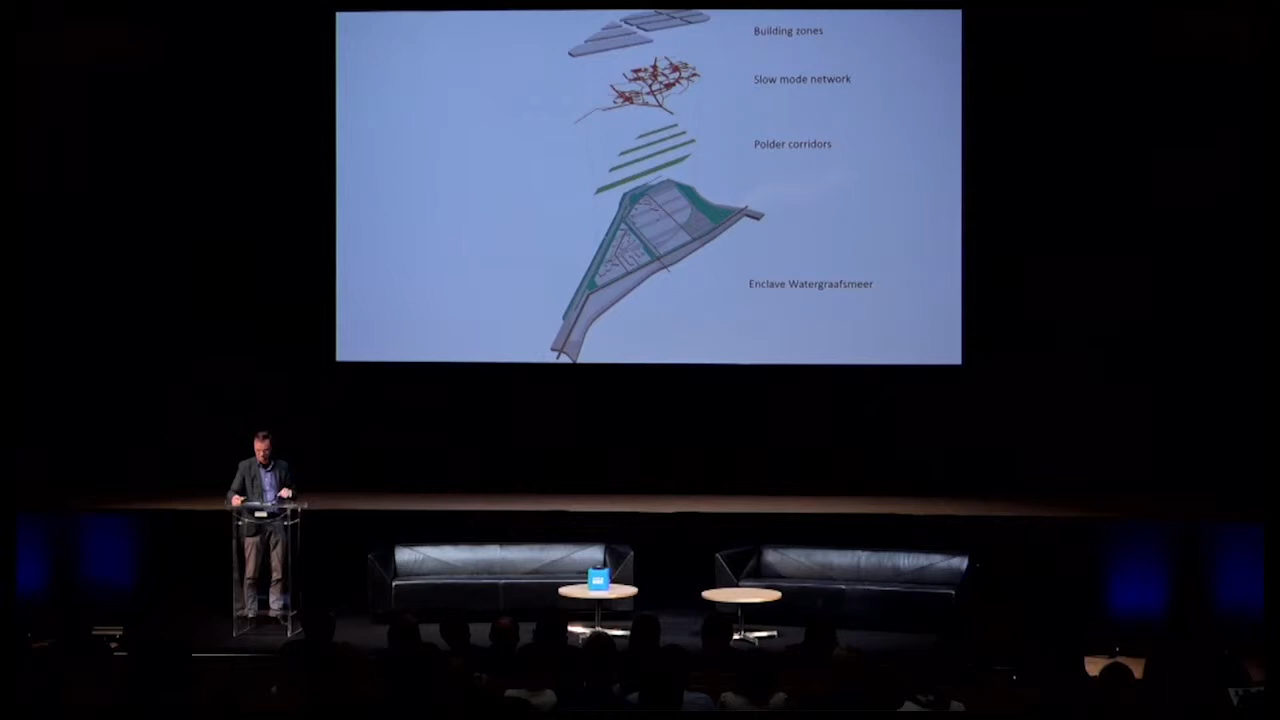 Building zones
Slow mode network
Polder corridors
Enclave Watergraafsmeer